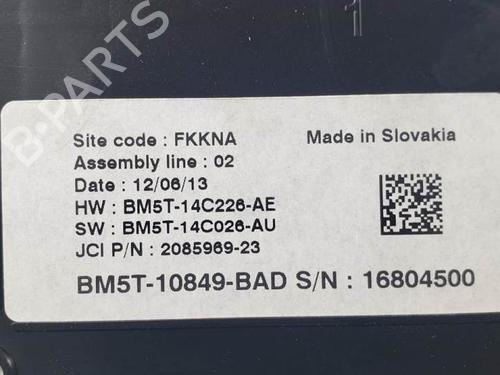 1
B-PARTS
Site code : FKKNA
Made in Slovakia
Assembly line : 02
Date : 12/06/13
HW : BM5T-14C226-AE
SW : BM5T-14C026-AU
JCI P/N : 2085969-23
BM5T-10849-BAD S/N : 16804500